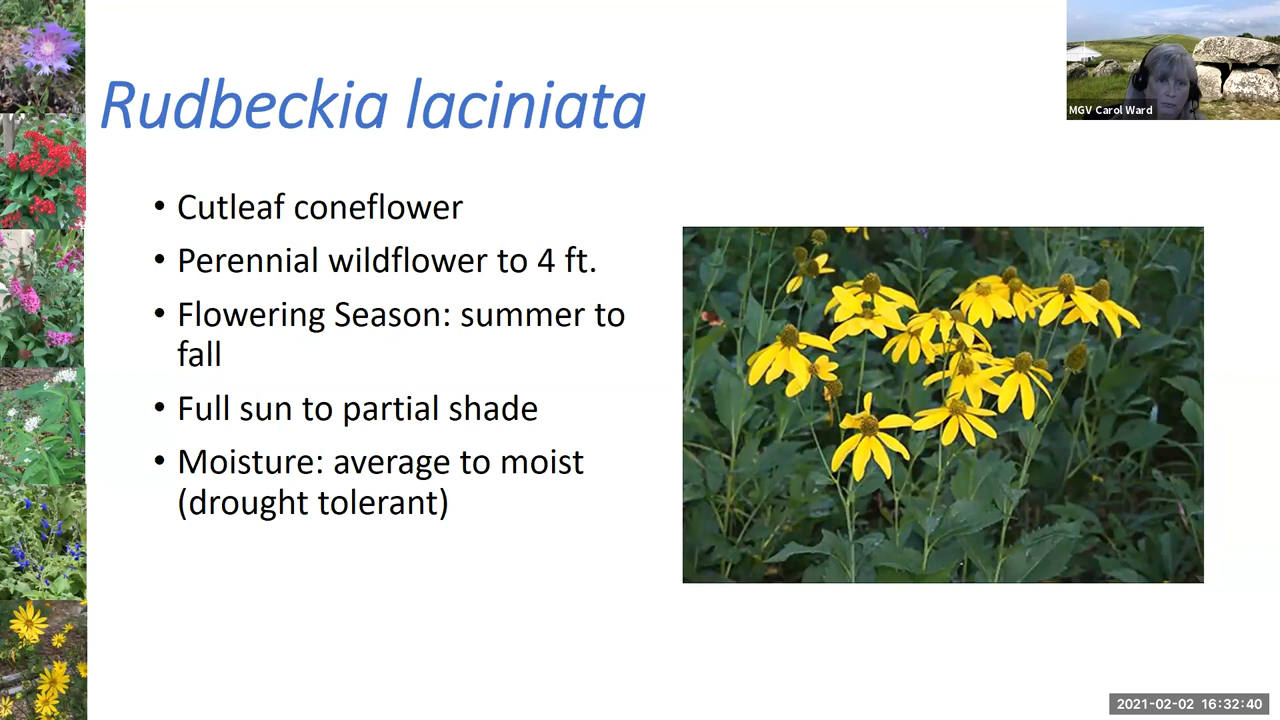 Rudbeckia laciniata
MGV Carol Ward
• Cutleaf coneflower
• Perennial wildflower to 4 ft.
• Flowering Season: summer to
fall
• Full sun to partial shade
• Moisture: average to moist
(drought tolerant)
2021-02-02 16:32:40